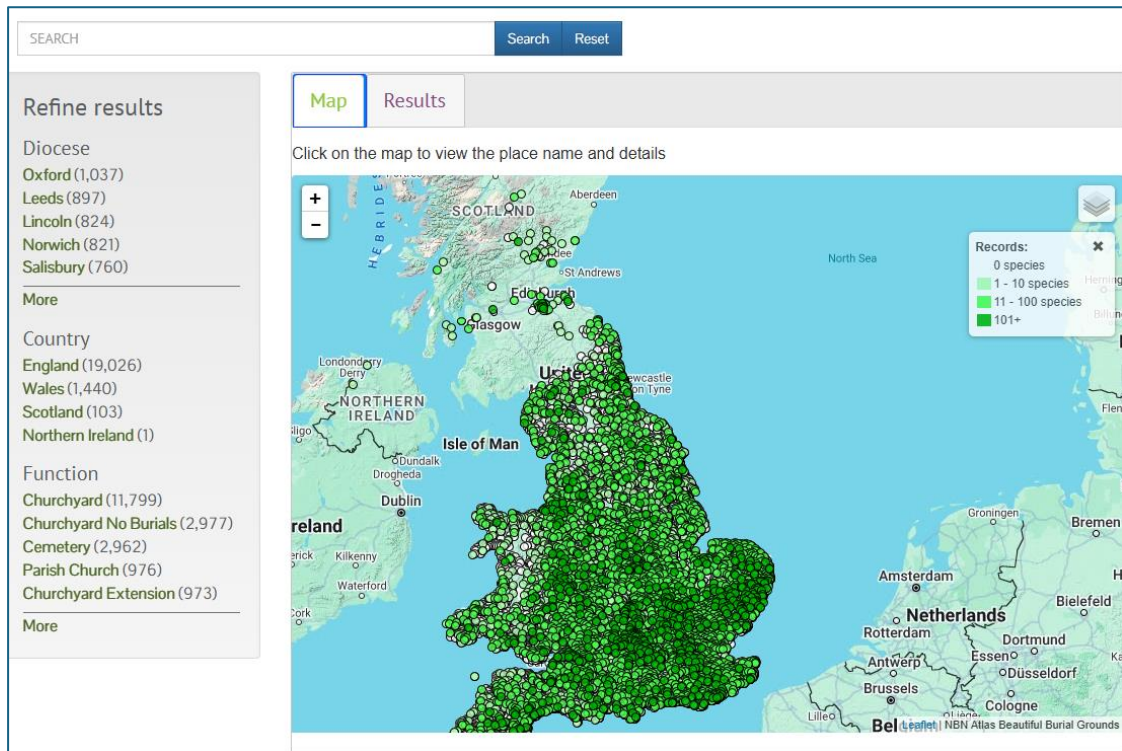 SEARCH
Search Reset
Refine results
Diocese
Oxford (1,037)
Leeds (897)
Lincoln (824)
Norwich (821)
Salisbury (760)
More
Country
England (19,026)
Wales (1,440)
Scotland (103)
Northern Ireland (1)
Function
Churchyard (11,799)
Churchyard No Burials (2,977)
Cemetery (2,962)
Parish Church (976)
Churchyard Extension (973)
More
Map Results
Click on the map to view the place name and details
+
−
Records:
0 species
1 - 10 species
11 - 100 species
101+
Aberdeen
SCOTLAND
HEBRIDES
North Sea
St Andrews
Edinburgh
Glasgow
Londonderry
Derry
NORTHERN
IRELAND
Isle of Man
Dundalk
Drogheda
Dublin
reland
Kilkenny
Waterford
Cork
Groningen
Bremen
Amsterdam
Netherlands
Rotterdam
Bielefeld
Dortmund
Antwerp
Essen
Düsseldorf
Brussels
Cologne
Lille
Leaflet | NBN Atlas Beautiful Burial Grounds